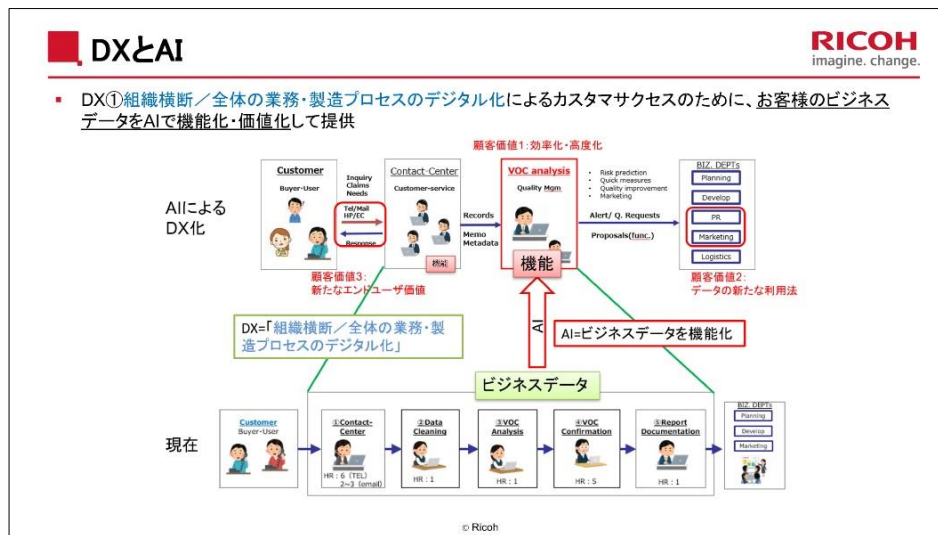 DXとAI
RICOH
imagine. change.
▪ DX①組織横断／全体の業務・製造プロセスのデジタル化によるカスタマサクセスのために、お客様のビジネス
データをAIで機能化・価値化して提供
顧客価値1：効率化・高度化
AIによる
DX化
Customer
Buyer-User
Inquiry
Claims
Needs
Tel/Mail
HP/EC
Response
顧客価値3：
新たなエンドユーザ価値
Contact-Center
Customer-service
機能
Records
Memo
Metadata
VOC analysis
Quality Mgm
機能
• Risk prediction
• Quick measures
• Quality improvement
• Marketing
Alert/ Q. Requests
Proposals(func.)
BIZ. DEPTs
Planning
Develop
PR
Marketing
Logistics
顧客価値2：
データの新たな利用法
DX=「組織横断／全体の業務・製
造プロセスのデジタル化」
AI
AI=ビジネスデータを機能化
ビジネスデータ
現在
Customer
Buyer-User
①Contact-
Center
HR：6（TEL）
2～3（email）
②Data
Cleaning
HR：1
③VOC
Analysis
HR：1
④VOC
Confirmation
HR：5
⑤Report
Documentation
HR：1
BIZ. DEPTs
Planning
Develop
Marketing
© Ricoh